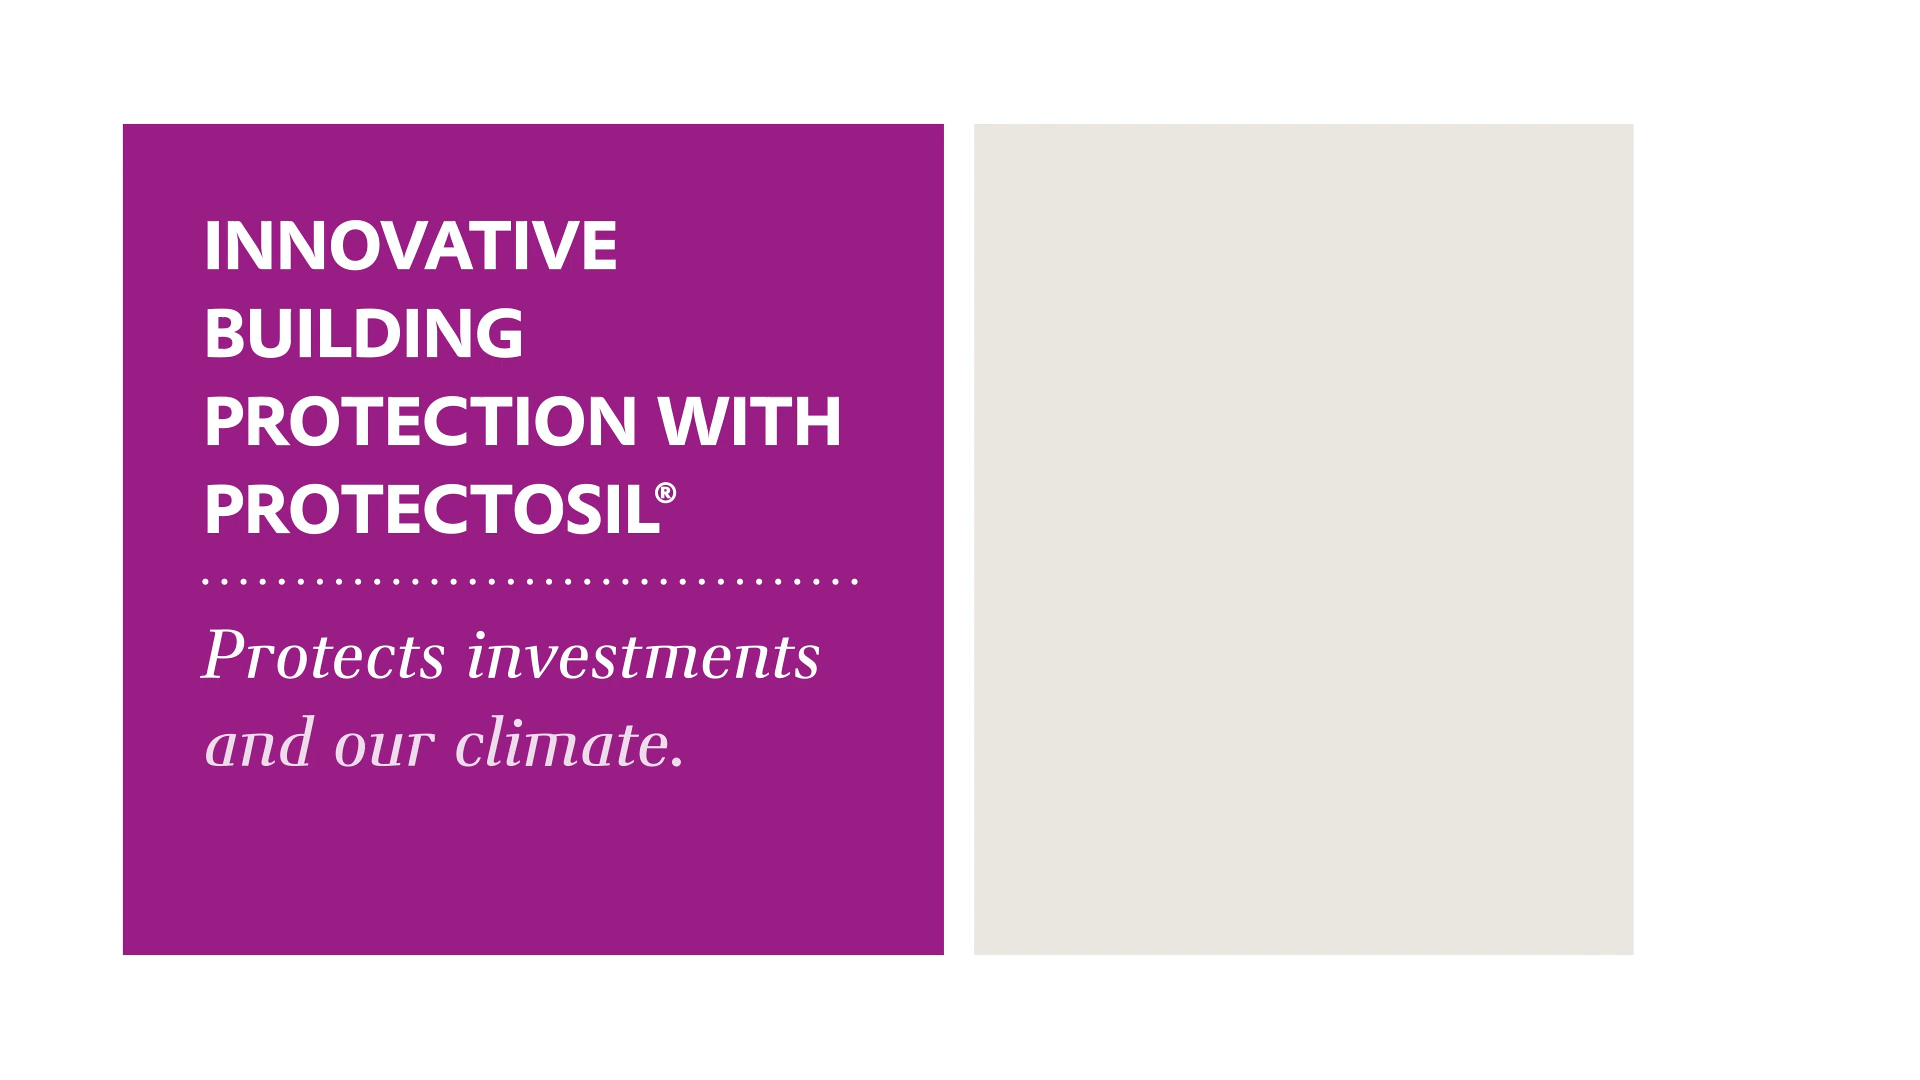 INNOVATIVE
BUILDING
PROTECTION WITH
PROTECTOSIL®
Protects investments
and our climate.